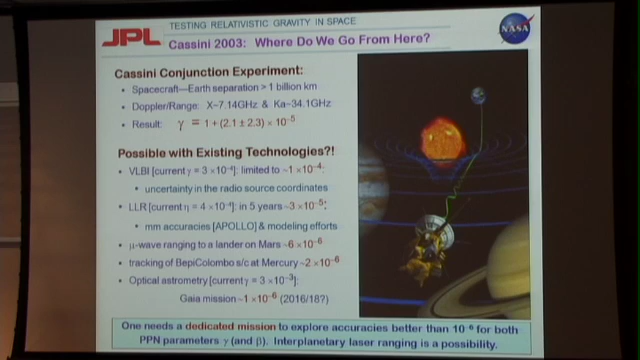 JPL
TESTING RELATIVISTIC GRAVITY IN SPACE
Cassini 2003: Where Do We Go From Here?
NASA
Cassini Conjunction Experiment:
• Spacecraft—Earth separation > 1 billion km
• Doppler/Range: X~7.14GHz & Ka~34.1GHz
• Result: γ = 1 + (2.1 ± 2.3) × 10⁻⁵
Possible with Existing Technologies?!
• VLBI [current γ = 3 ×10⁻⁴]: limited to ~1 ×10⁻⁴:
• uncertainty in the radio source coordinates
• LLR [current η = 4 ×10⁻⁴]: in 5 years ~3 ×10⁻⁵:
• mm accuracies [APOLLO] & modeling efforts
• μ-wave ranging to a lander on Mars ~6 ×10⁻⁶
• tracking of BepiColombo s/c at Mercury ~2 ×10⁻⁶
• Optical astrometry [current γ = 3 ×10⁻³]:
Gaia mission ~1 ×10⁻⁶ (2016/18?)
One needs a dedicated mission to explore accuracies better than 10⁻⁶ for both
PPN parameters γ (and β). Interplanetary laser ranging is a possibility.